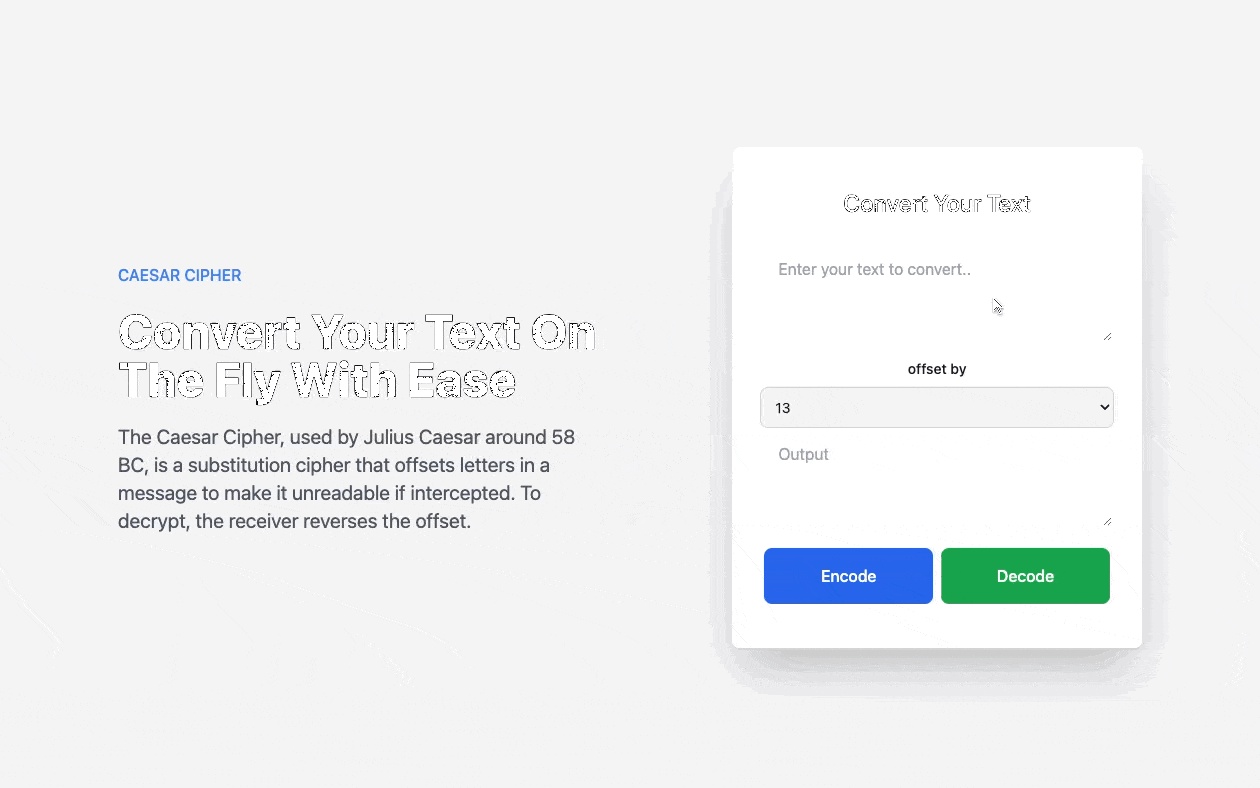 CAESAR CIPHER
Convert Your Text On
The Fly With Ease
The Caesar Cipher, used by Julius Caesar around 58
BC, is a substitution cipher that offsets letters in a
message to make it unreadable if intercepted. To
decrypt, the receiver reverses the offset.
Convert Your Text
Enter your text to convert..
offset by
13
Output
Encode
Decode